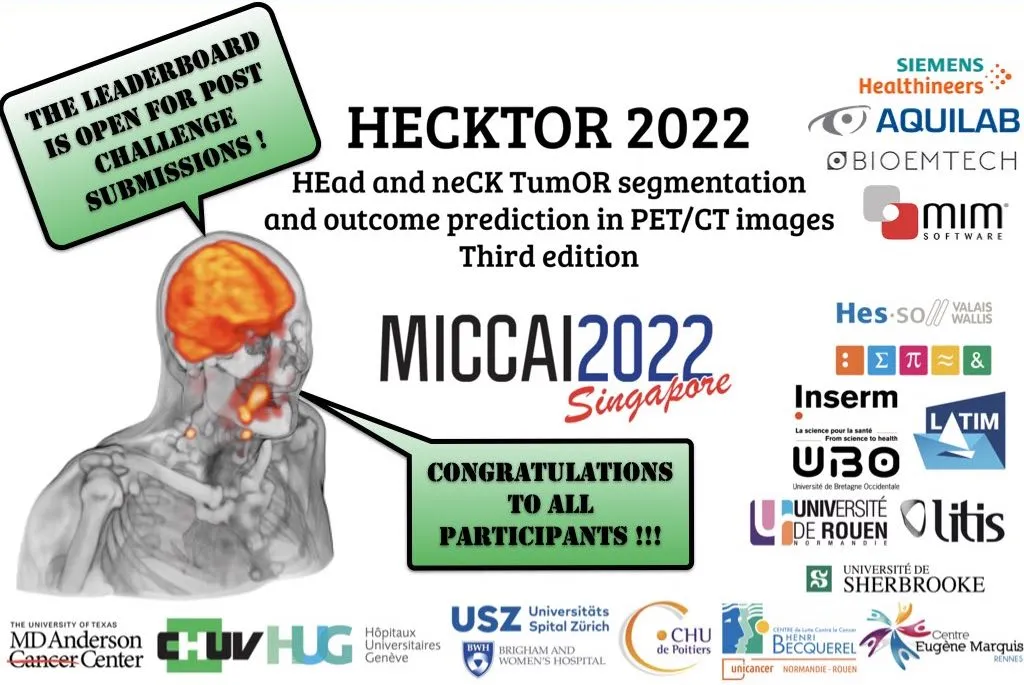 THE LEADERBOARD
IS OPEN FOR POST
CHALLENGE
SUBMISSIONS !
HECKTOR 2022
HEad and neCK TumOR segmentation
and outcome prediction in PET/CT images
Third edition
MICCAI2022
Singapore
CONGRATULATIONS
TO ALL
PARTICIPANTS !!!
SIEMENS
Healthineers
AQUILAB
BIOEMTECH
mim®
SOFTWARE
Hes·so// VALAIS
WALLIS
: Σ π ≈ &
Inserm
La science pour la santé
From science to health
LATIM
UBO
Université de Bretagne Occidentale
UNIVERSITÉ
DE ROUEN
NORMANDIE
litis
S
UNIVERSITÉ DE
SHERBROOKE
THE UNIVERSITY OF TEXAS
MD Anderson
Cancer Center
CHUV
HUG
Hôpitaux
Universitaires
Genève
USZ Universitäts
Spital Zürich
BWH
BRIGHAM AND
WOMEN'S HOSPITAL
CHU
de Poitiers
CENTRE de Lutte Contre le Cancer
HENRI
BECQUEREL
unicancer NORMANDIE - ROUEN
Centre
Eugène Marquis
RENNES